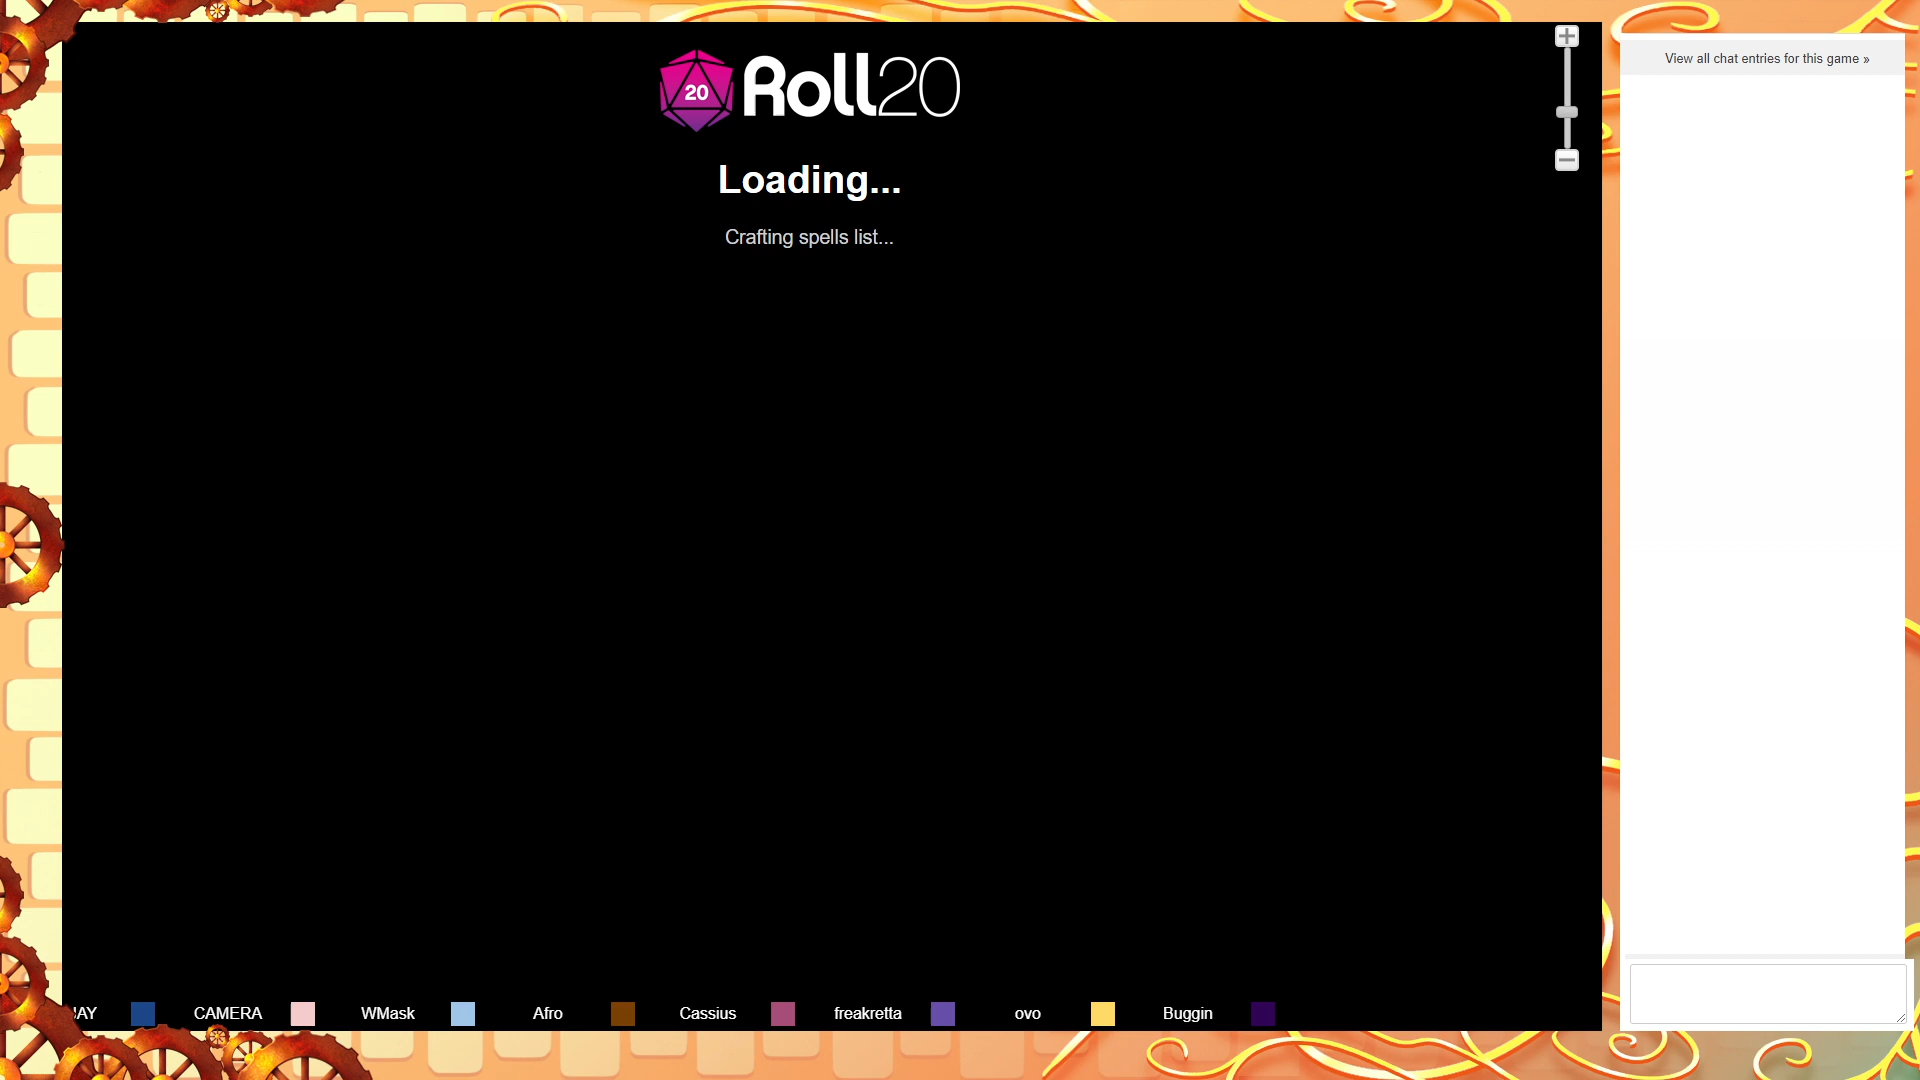 20 Roll20
Loading...
Crafting spells list...
View all chat entries for this game »
CAMERA
WMask
Afro
Cassius
freakretta
ovo
Buggin